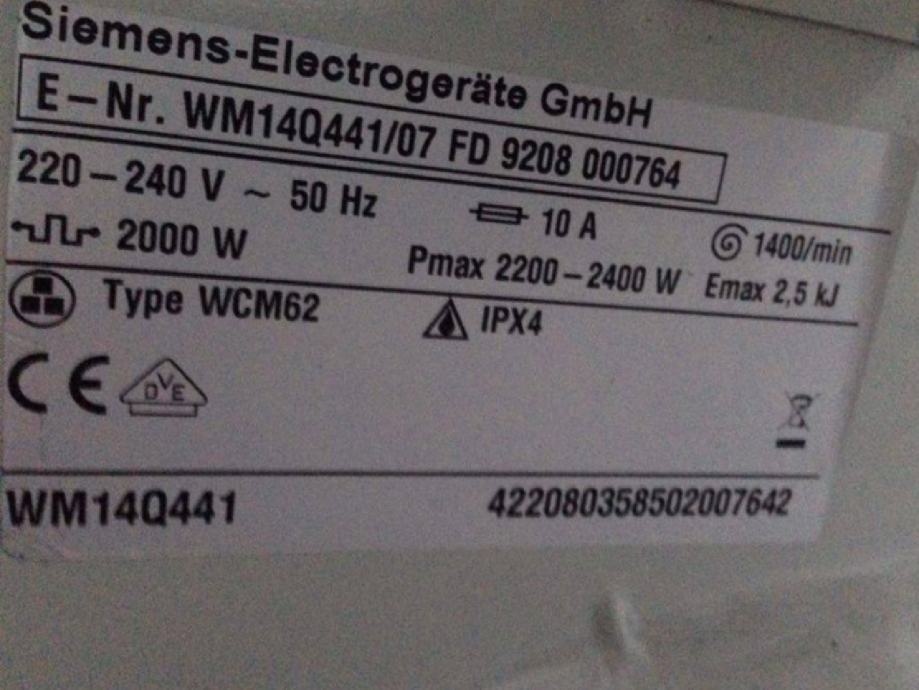 Siemens-Electrogeräte GmbH
E-Nr. WM14Q441/07 FD 9208 000764
220-240 V ~ 50 Hz 10 A 1400/min
2000 W Pmax 2200-2400 W Emax 2,5 kJ
Type WCM62 IPX4
CE DVE
WM14Q441 422080358502007642